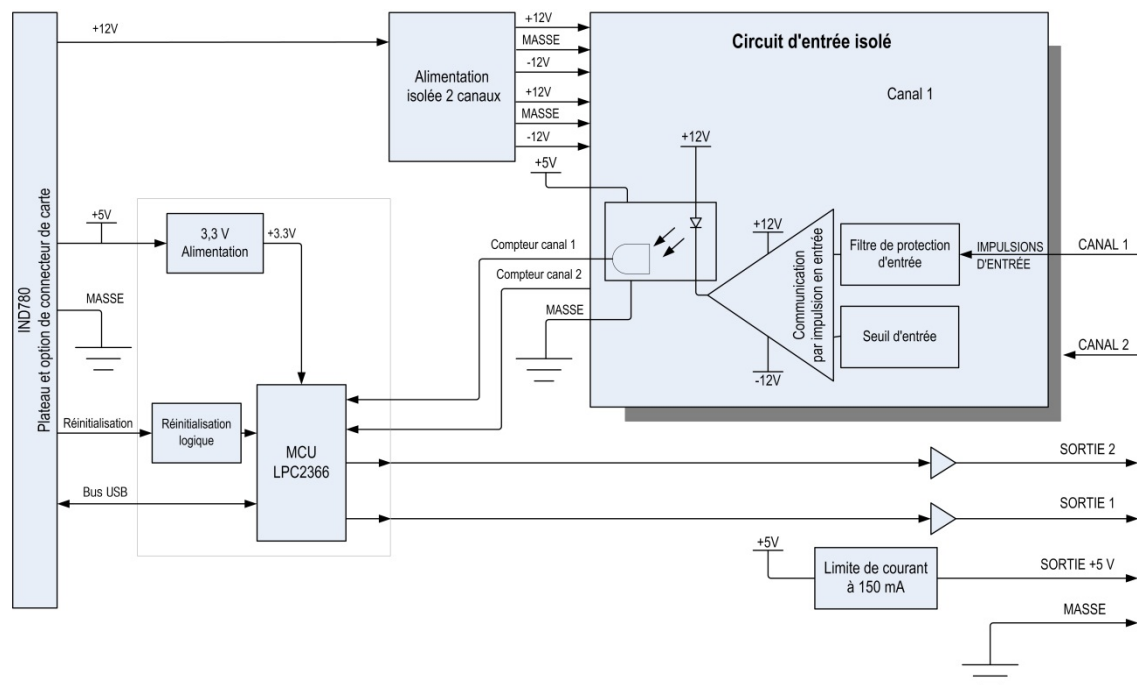 IND780
Plateau et option de connecteur de carte
+12V
Alimentation
isolée 2 canaux
+12V
MASSE
-12V
+12V
MASSE
-12V
Circuit d'entrée isolé
Canal 1
+12V
+5V
+5V
3,3 V
Alimentation
+3.3V
Compteur canal 1
Compteur canal 2
MASSE
+12V
Communication
par impulsion en entrée
-12V
Filtre de protection
d'entrée
IMPULSIONS
D'ENTRÉE
CANAL 1
Seuil d'entrée
CANAL 2
MASSE
Réinitialisation
Réinitialisation
logique
MCU
LPC2366
Bus USB
SORTIE 2
SORTIE 1
+5V
Limite de courant
à 150 mA
SORTIE +5 V
MASSE